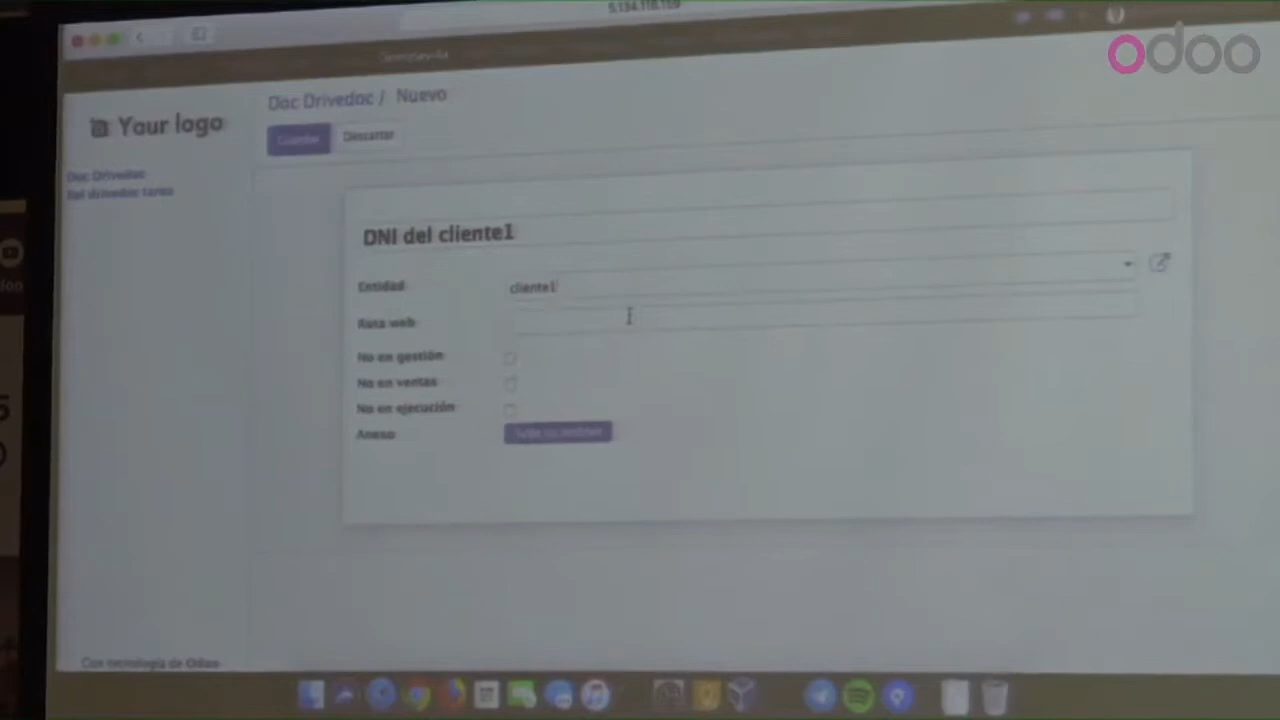 5.134.118.159
odoo
Doc Drivedoc / Nuevo
Your logo
Guardar
Descartar
Doc Drivedoc
Rel drivedoc tarea
DNI del cliente1
Entidad
cliente1
Ruta web
No en gestión
No en ventas
No en ejecución
Anexo
Con tecnología de Odoo